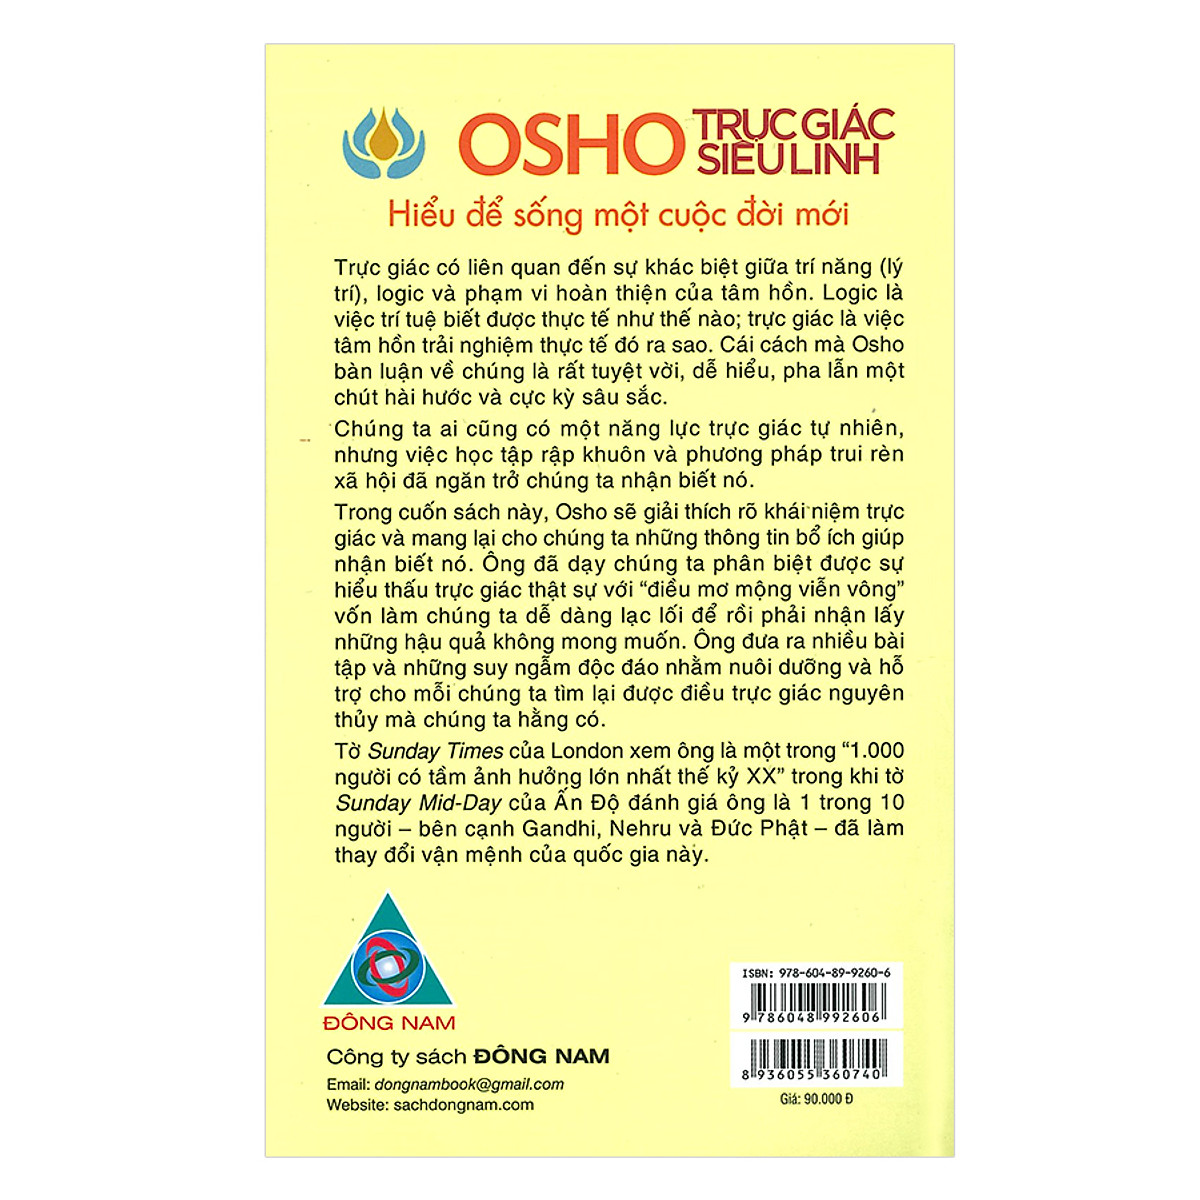 OSHO TRỰC GIÁC
SIÊU LINH
Hiểu để sống một cuộc đời mới
Trực giác có liên quan đến sự khác biệt giữa trí năng (lý
trí), logic và phạm vi hoàn thiện của tâm hồn. Logic là
việc trí tuệ biết được thực tế như thế nào; trực giác là việc
tâm hồn trải nghiệm thực tế đó ra sao. Cái cách mà Osho
bàn luận về chúng là rất tuyệt vời, dễ hiểu, pha lẫn một
chút hài hước và cực kỳ sâu sắc.
Chúng ta ai cũng có một năng lực trực giác tự nhiên,
nhưng việc học tập rập khuôn và phương pháp trui rèn
xã hội đã ngăn trở chúng ta nhận biết nó.
Trong cuốn sách này, Osho sẽ giải thích rõ khái niệm trực
giác và mang lại cho chúng ta những thông tin bổ ích giúp
nhận biết nó. Ông đã dạy chúng ta phân biệt được sự
hiểu thấu trực giác thật sự với “điều mơ mộng viễn vông”
vốn làm chúng ta dễ dàng lạc lối để rồi phải nhận lấy
những hậu quả không mong muốn. Ông đưa ra nhiều bài
tập và những suy ngẫm độc đáo nhằm nuôi dưỡng và hỗ
trợ cho mỗi chúng ta tìm lại được điều trực giác nguyên
thủy mà chúng ta hằng có.
Tờ Sunday Times của London xem ông là một trong “1.000
người có tầm ảnh hưởng lớn nhất thế kỷ XX” trong khi tờ
Sunday Mid-Day của Ấn Độ đánh giá ông là 1 trong 10
người – bên cạnh Gandhi, Nehru và Đức Phật – đã làm
thay đổi vận mệnh của quốc gia này.
ĐÔNG NAM
Công ty sách ĐÔNG NAM
Email: dongnambook@gmail.com
Website: sachdongnam.com
ISBN: 978-604-89-9260-6
9 786048 992606
8 936055 360740
Giá: 90.000 Đ